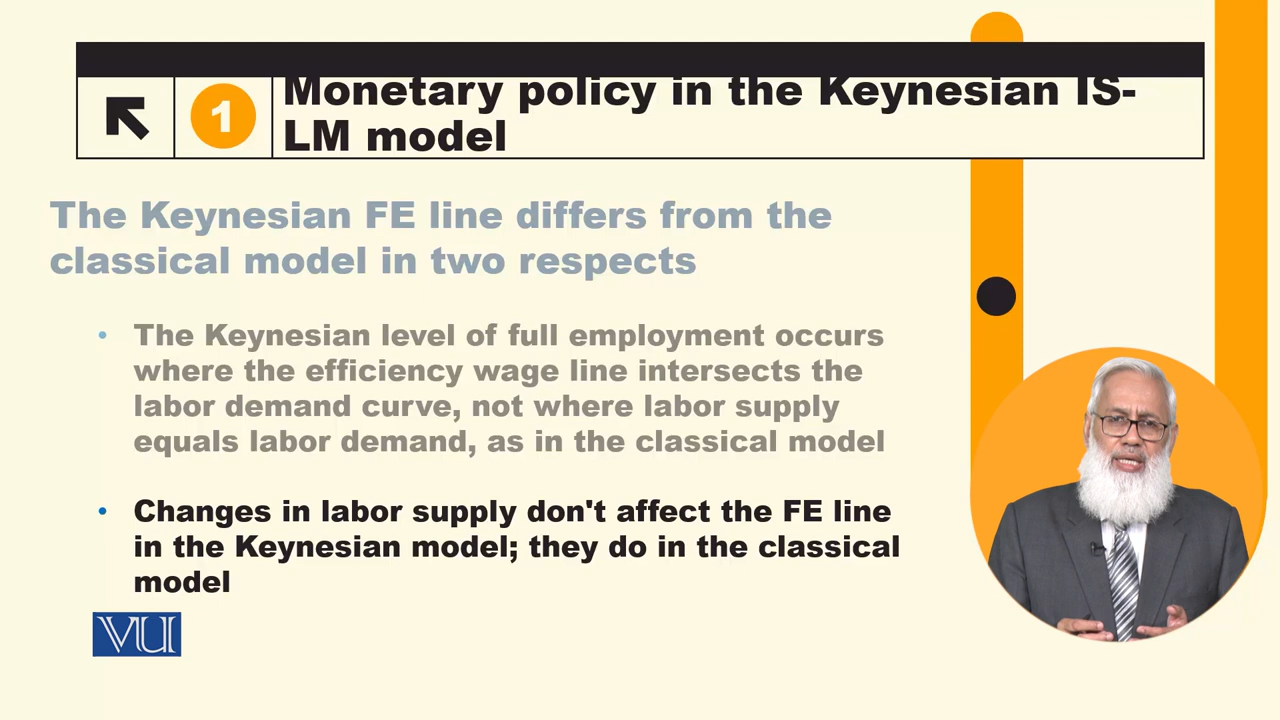 1
Monetary policy in the Keynesian IS-
LM model
The Keynesian FE line differs from the
classical model in two respects
• The Keynesian level of full employment occurs
where the efficiency wage line intersects the
labor demand curve, not where labor supply
equals labor demand, as in the classical model
• Changes in labor supply don't affect the FE line
in the Keynesian model; they do in the classical
model
VU